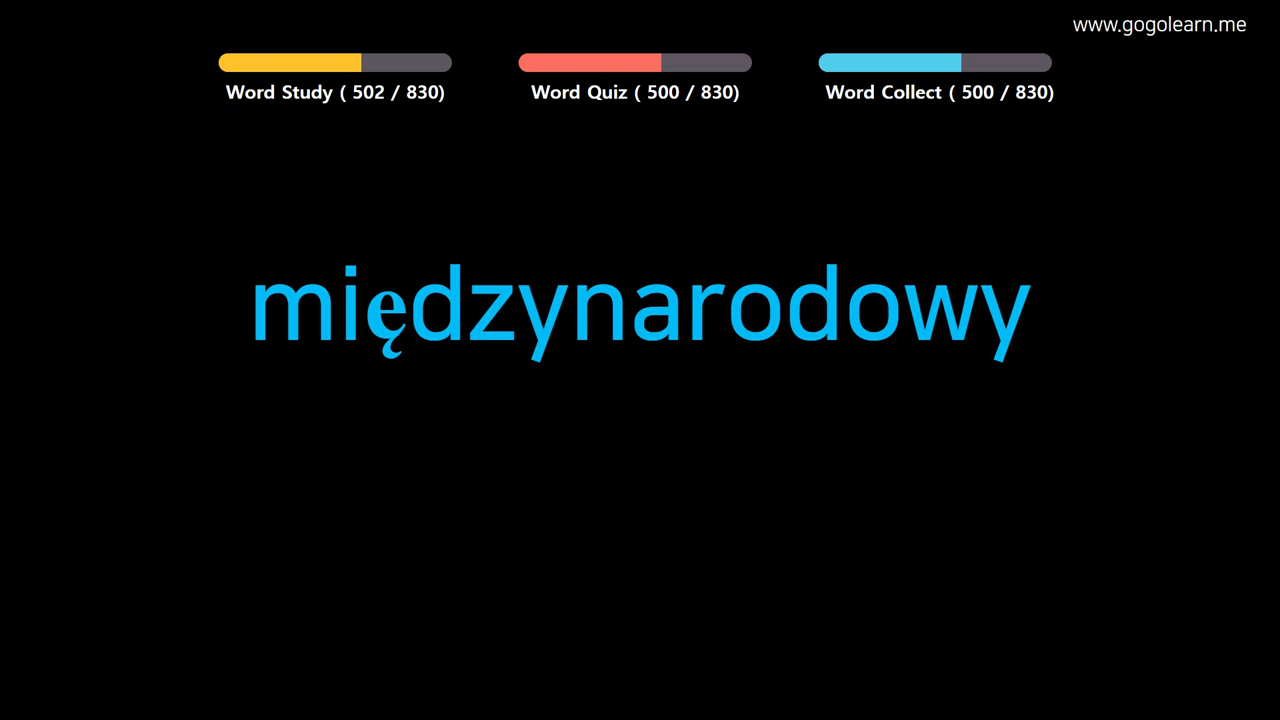 www.gogolearn.me
Word Study ( 502 / 830)
Word Quiz ( 500 / 830)
Word Collect ( 500 / 830)
międzynarodowy